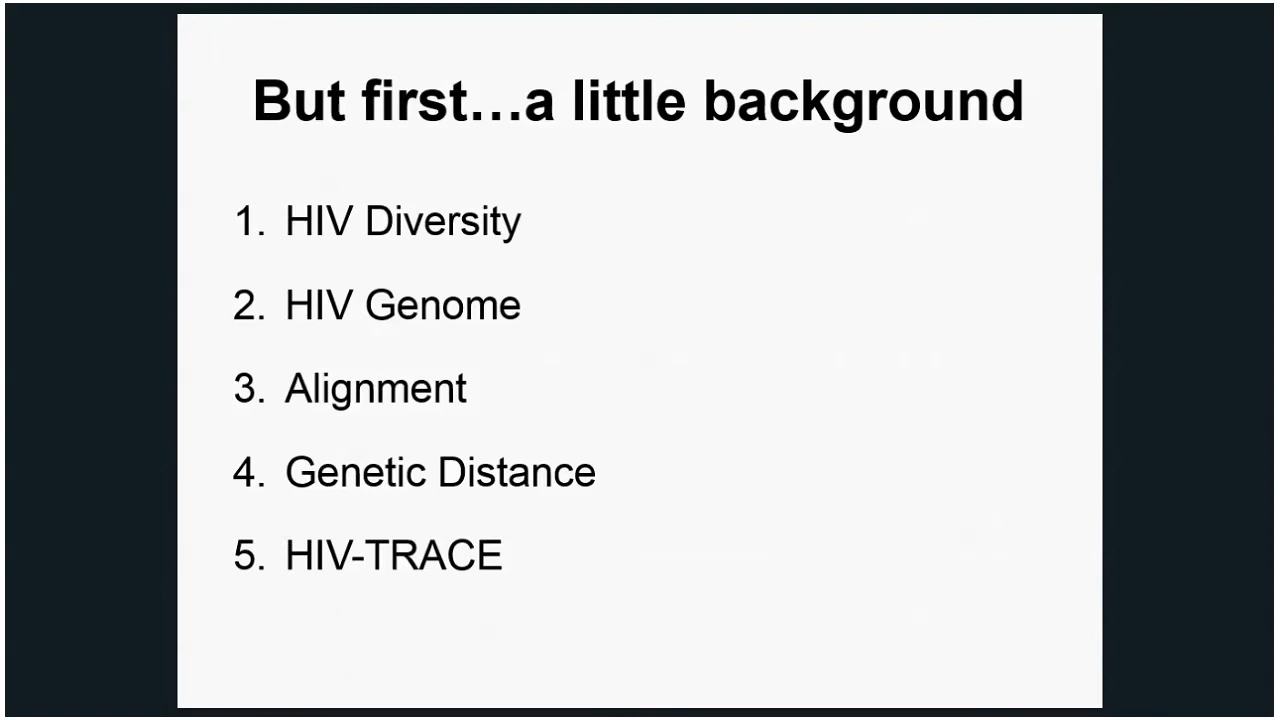 But first…a little background
1. HIV Diversity
2. HIV Genome
3. Alignment
4. Genetic Distance
5. HIV-TRACE